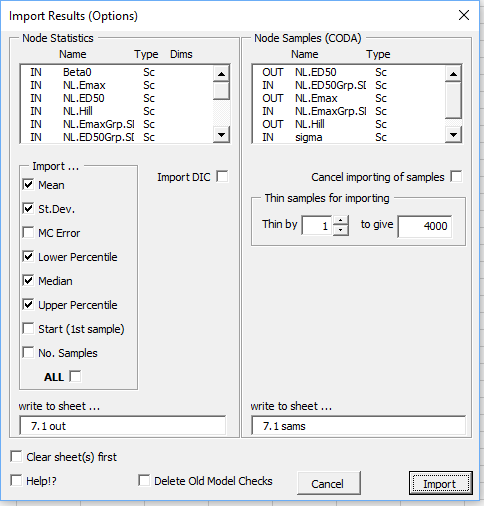 Import Results (Options)
Node Statistics
Name Type Dims
IN Beta0 Sc
IN NL.Emax Sc
IN NL.ED50 Sc
IN NL.Hill Sc
IN NL.EmaxGrp.SI Sc
IN NL.ED50Grp.SI Sc
Import ...
Mean
St.Dev.
MC Error
Lower Percentile
Median
Upper Percentile
Start (1st sample)
No. Samples
ALL
Import DIC
write to sheet ...
7.1 out
Node Samples (CODA)
Name Type
OUT NL.ED50 Sc
IN NL.ED50Grp.SI Sc
OUT NL.Emax Sc
IN NL.EmaxGrp.SI Sc
OUT NL.Hill Sc
IN sigma Sc
Cancel importing of samples
Thin samples for importing
Thin by 1 to give 4000
write to sheet ...
7.1 sams
Clear sheet(s) first
Help!?
Delete Old Model Checks
Cancel
Import